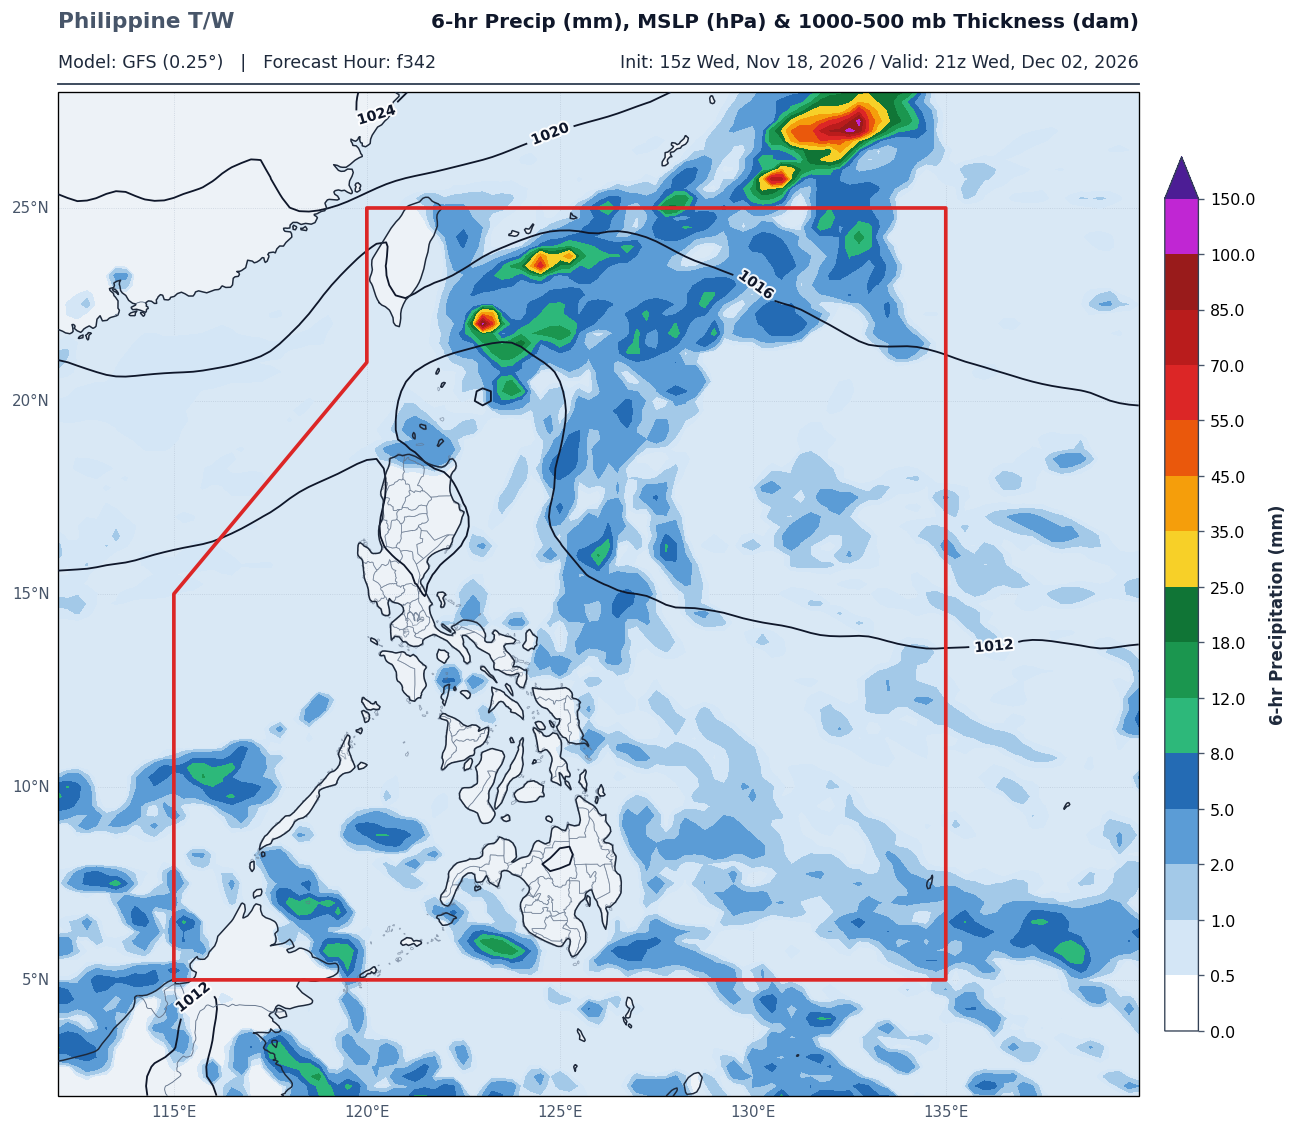 Philippine T/W
6-hr Precip (mm), MSLP (hPa) & 1000-500 mb Thickness (dam)
Model: GFS (0.25°) | Forecast Hour: f342
Init: 15z Wed, Nov 18, 2026 / Valid: 21z Wed, Dec 02, 2026
1024
1020
1016
1012
1012
25°N
20°N
15°N
10°N
5°N
115°E
120°E
125°E
130°E
135°E
150.0
100.0
85.0
70.0
55.0
45.0
35.0
25.0
18.0
12.0
8.0
5.0
2.0
1.0
0.5
0.0
6-hr Precipitation (mm)